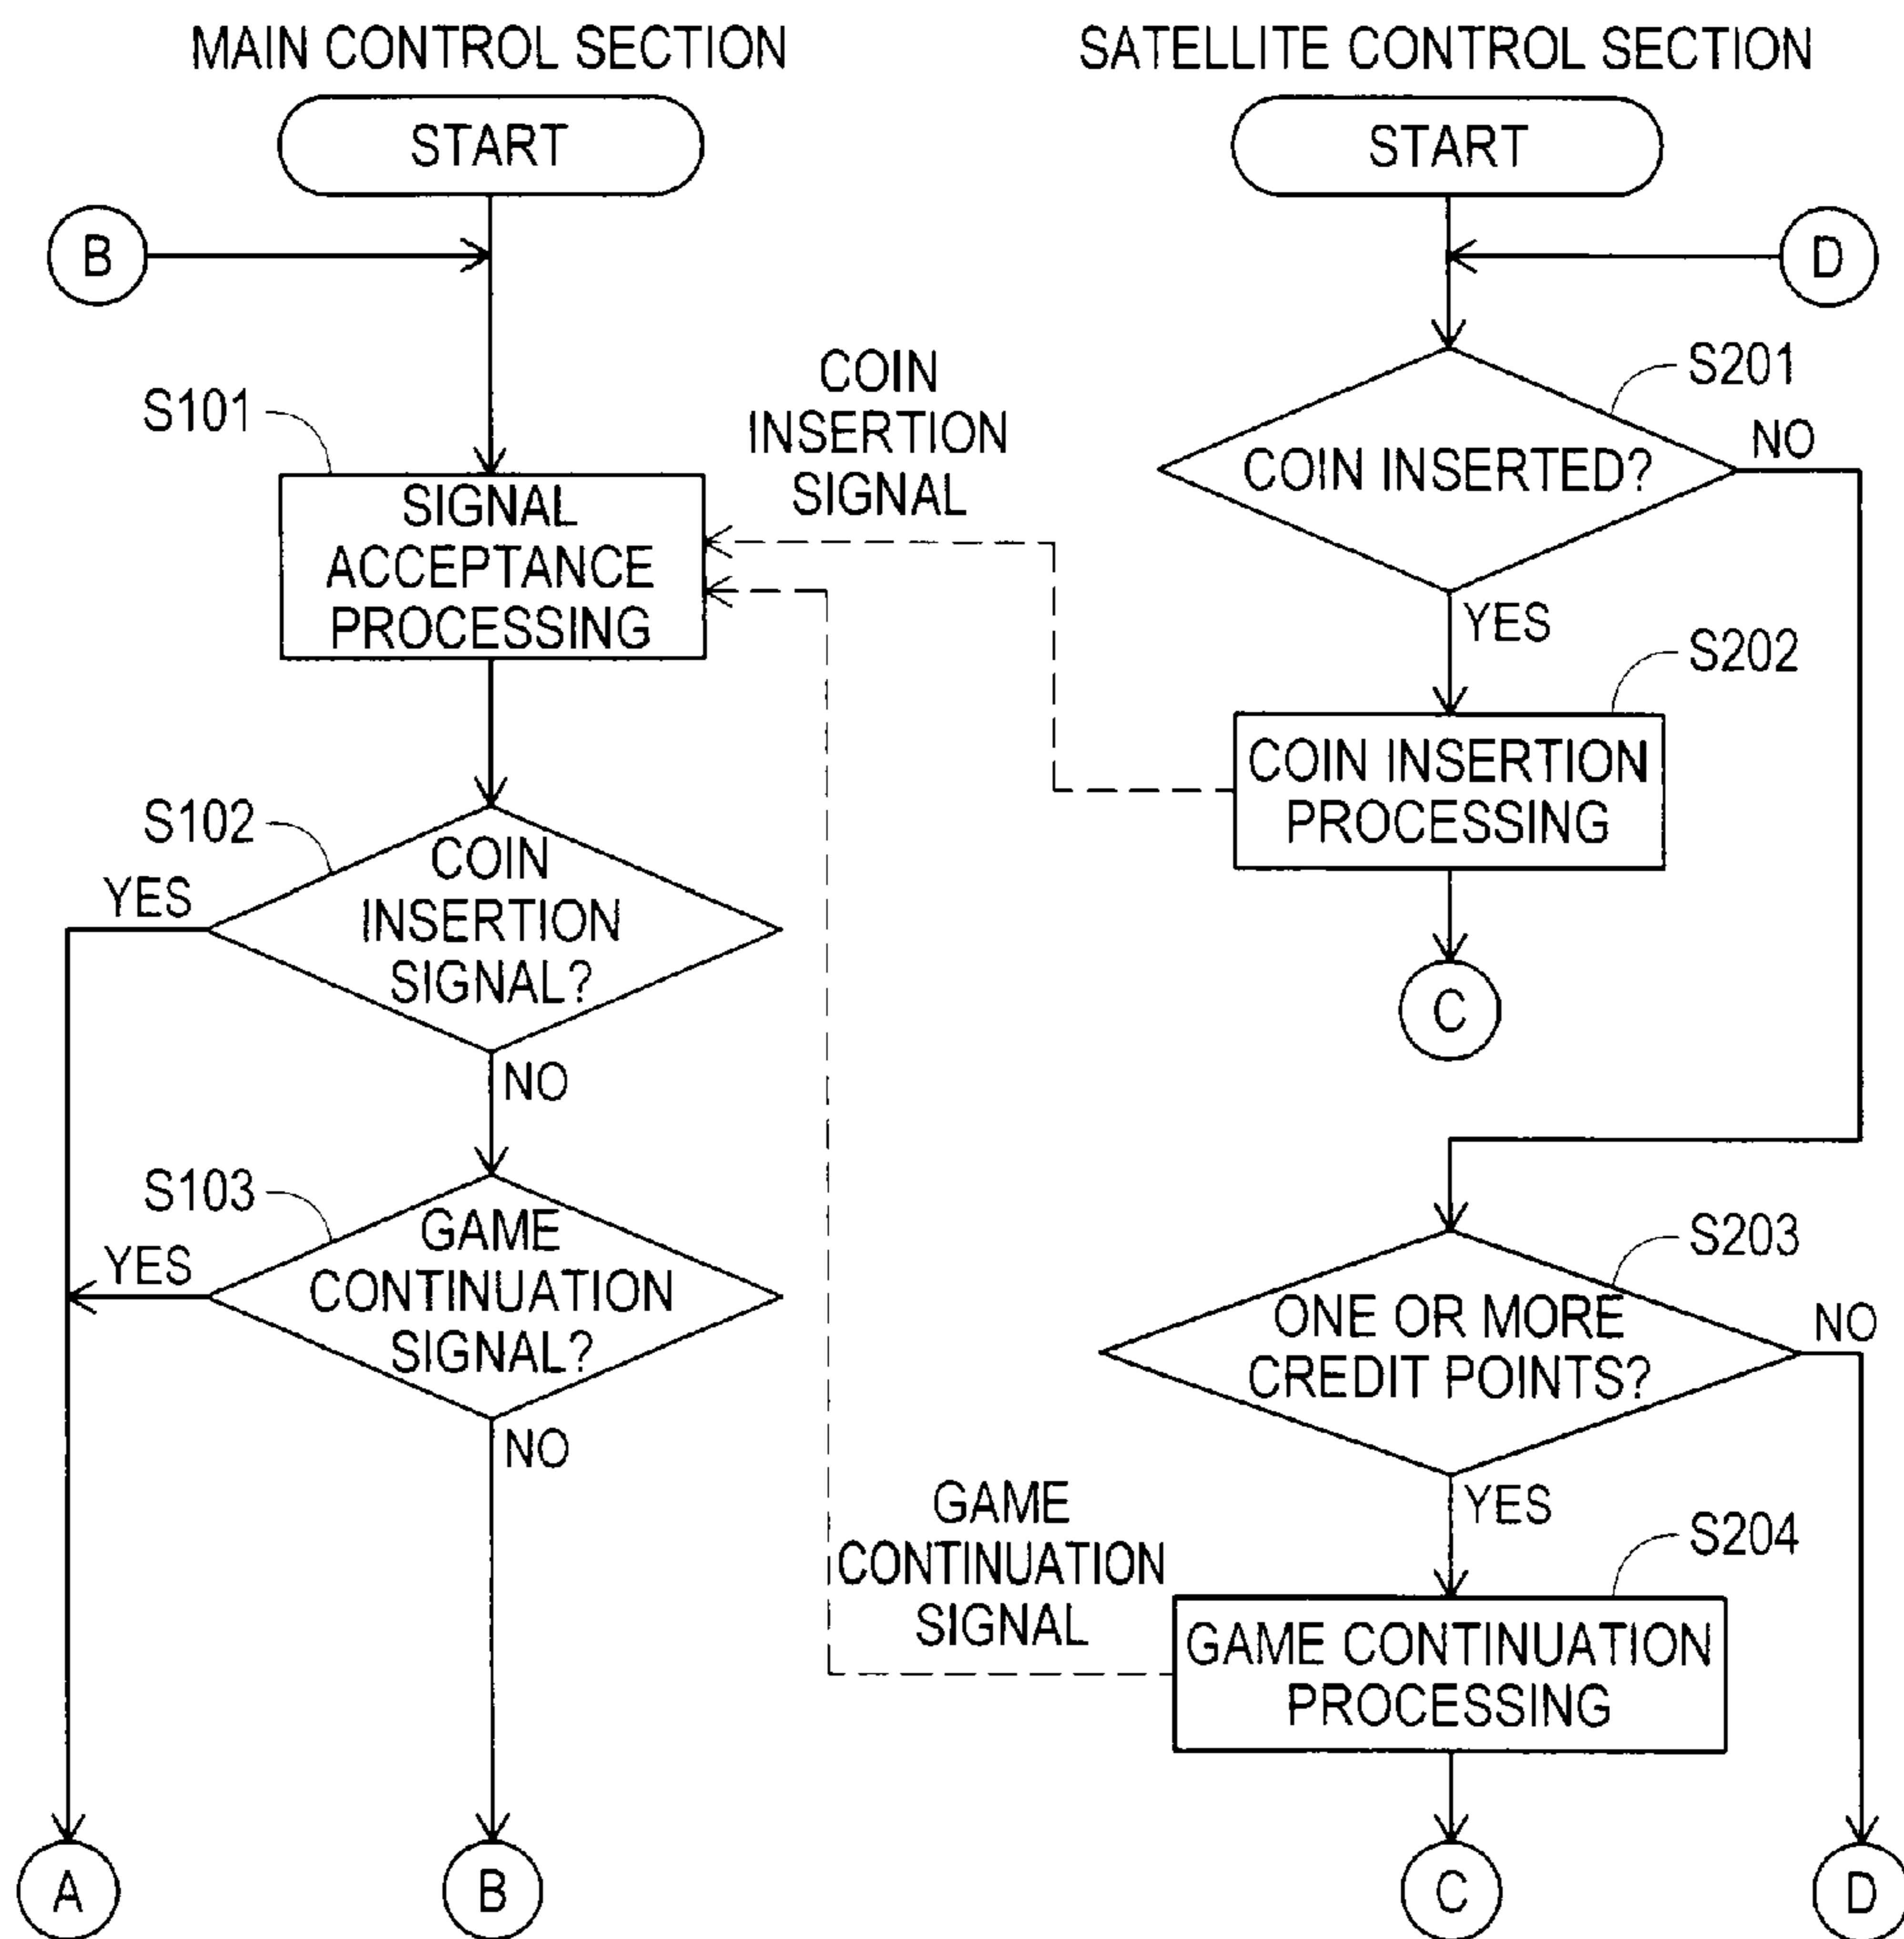 MAIN CONTROL SECTION
START
B
S101
SIGNAL
ACCEPTANCE
PROCESSING
S102
COIN
INSERTION
SIGNAL?
YES
NO
S103
GAME
CONTINUATION
SIGNAL?
YES
NO
A
B
COIN
INSERTION
SIGNAL
GAME
CONTINUATION
SIGNAL
SATELLITE CONTROL SECTION
START
D
S201
COIN INSERTED?
NO
YES
S202
COIN INSERTION
PROCESSING
C
S203
ONE OR MORE
CREDIT POINTS?
NO
YES
S204
GAME CONTINUATION
PROCESSING
C
D